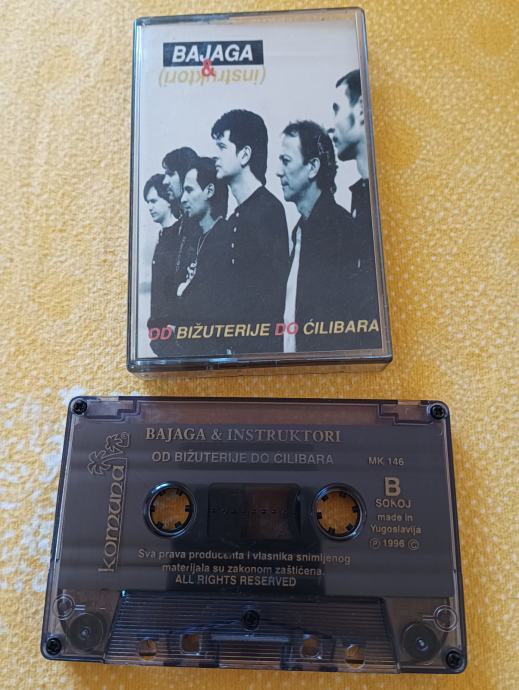 BAJAGA
&
(instruktori)
OD BIŽUTERIJE DO ĆILIBARA
BAJAGA & INSTRUKTORI
OD BIŽUTERIJE DO ĆILIBARA
MK 146
komuna
®
B
SOKOJ
made in
Yugoslavija
Ⓟ 1996 ©
Sva prava producenta i vlasnika snimljenog
materijala su zakonom zaštićena.
ALL RIGHTS RESERVED